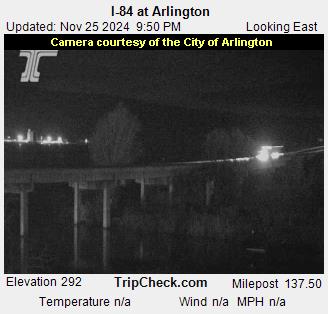 I-84 at Arlington
Updated: Nov 25 2024 9:50 PM Looking East
Camera courtesy of the City of Arlington
Elevation 292 TripCheck.com Milepost 137.50
Temperature n/a Wind n/a MPH n/a